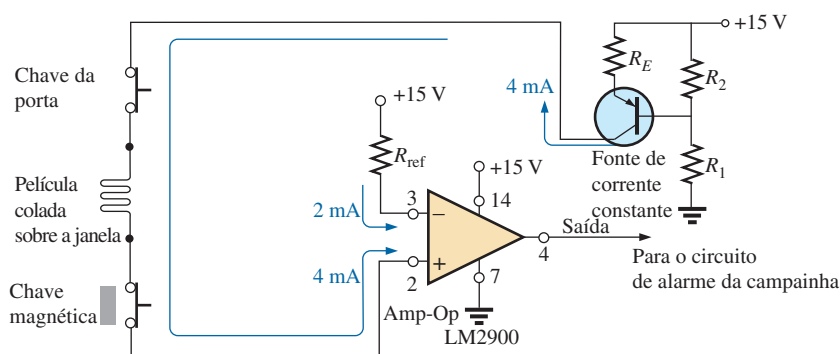 +15 V
Chave da
porta
R_E
R_2
4 mA
+15 V
R_ref
+15 V
Fonte de
corrente
constante
R_1
Película
colada
sobre a janela
2 mA
3
−
14
4 mA
+
2
7
4
Saída
Para o circuito
de alarme da campainha
Chave
magnética
Amp-Op
LM2900